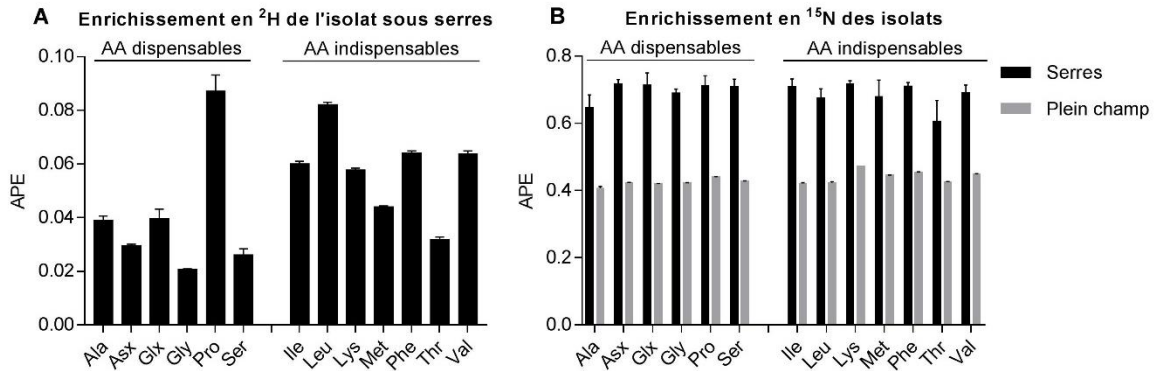 A Enrichissement en ²H de l'isolat sous serres
AA dispensables AA indispensables
0.10
0.08
0.06
0.04
0.02
0.00
APE
Ala Asx Glx Gly Pro Ser Ile Leu Lys Met Phe Thr Val
B Enrichissement en ¹⁵N des isolats
AA dispensables AA indispensables
0.8
0.6
0.4
0.2
0.0
APE
Ala Asx Glx Gly Pro Ser Ile Leu Lys Met Phe Thr Val
Serres
Plein champ